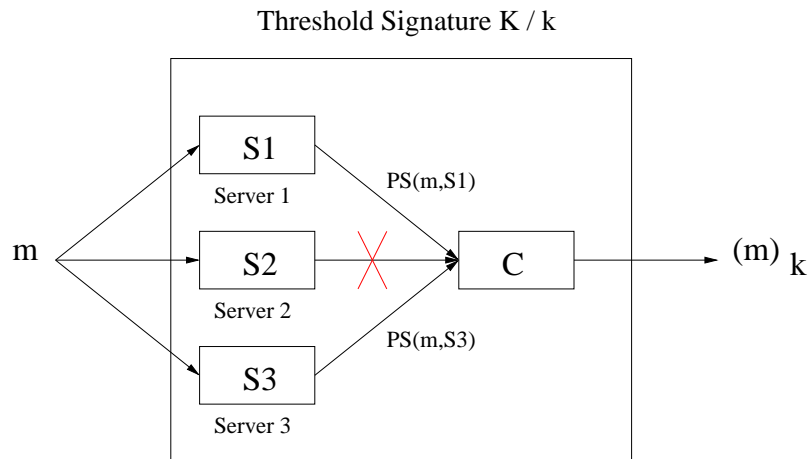 Threshold Signature K / k
S1
Server 1
PS(m,S1)
m
S2
Server 2
C
(m) k
PS(m,S3)
S3
Server 3